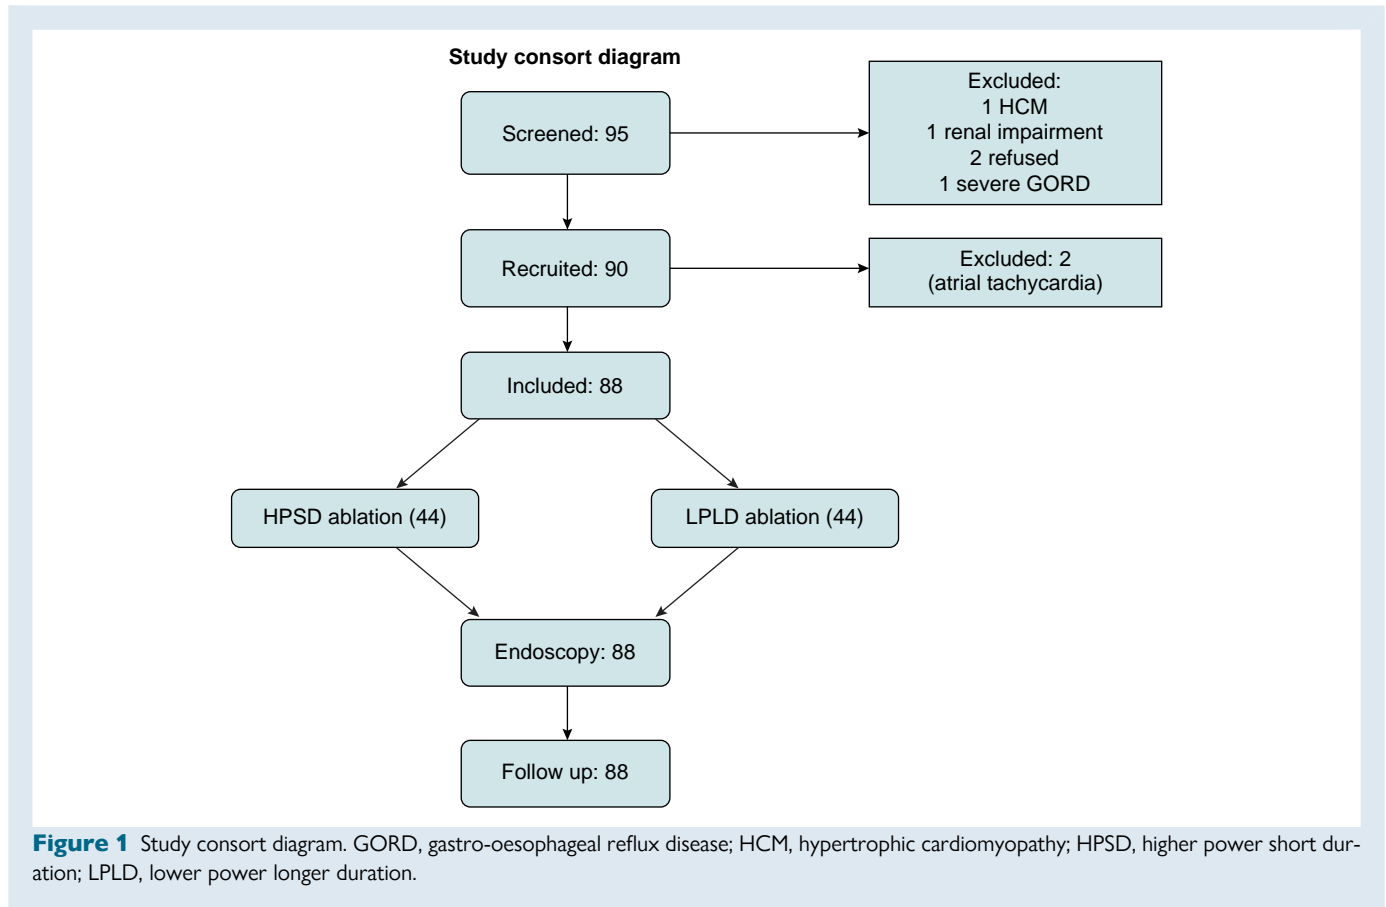 Study consort diagram
Screened: 95
Excluded:
1 HCM
1 renal impairment
2 refused
1 severe GORD
Recruited: 90
Excluded: 2
(atrial tachycardia)
Included: 88
HPSD ablation (44)
LPLD ablation (44)
Endoscopy: 88
Follow up: 88
Figure 1 Study consort diagram. GORD, gastro-oesophageal reflux disease; HCM, hypertrophic cardiomyopathy; HPSD, higher power short dur-
ation; LPLD, lower power longer duration.